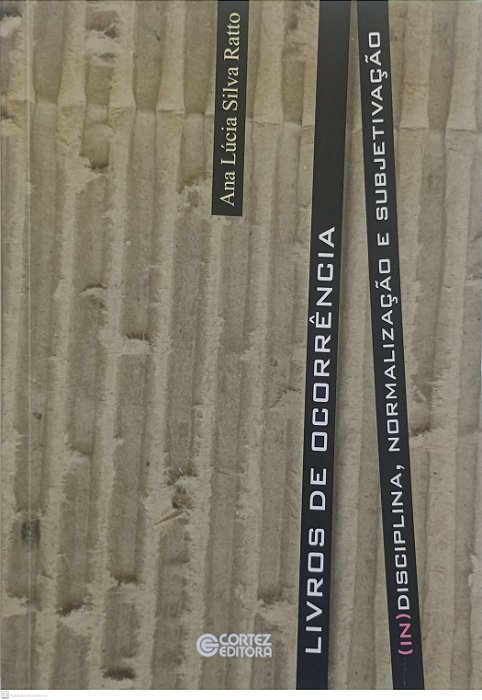 Ana Lúcia Silva Ratto
LIVROS DE OCORRÊNCIA
(IN)DISCIPLINA, NORMALIZAÇÃO E SUBJETIVAÇÃO
CORTEZ
EDITORA